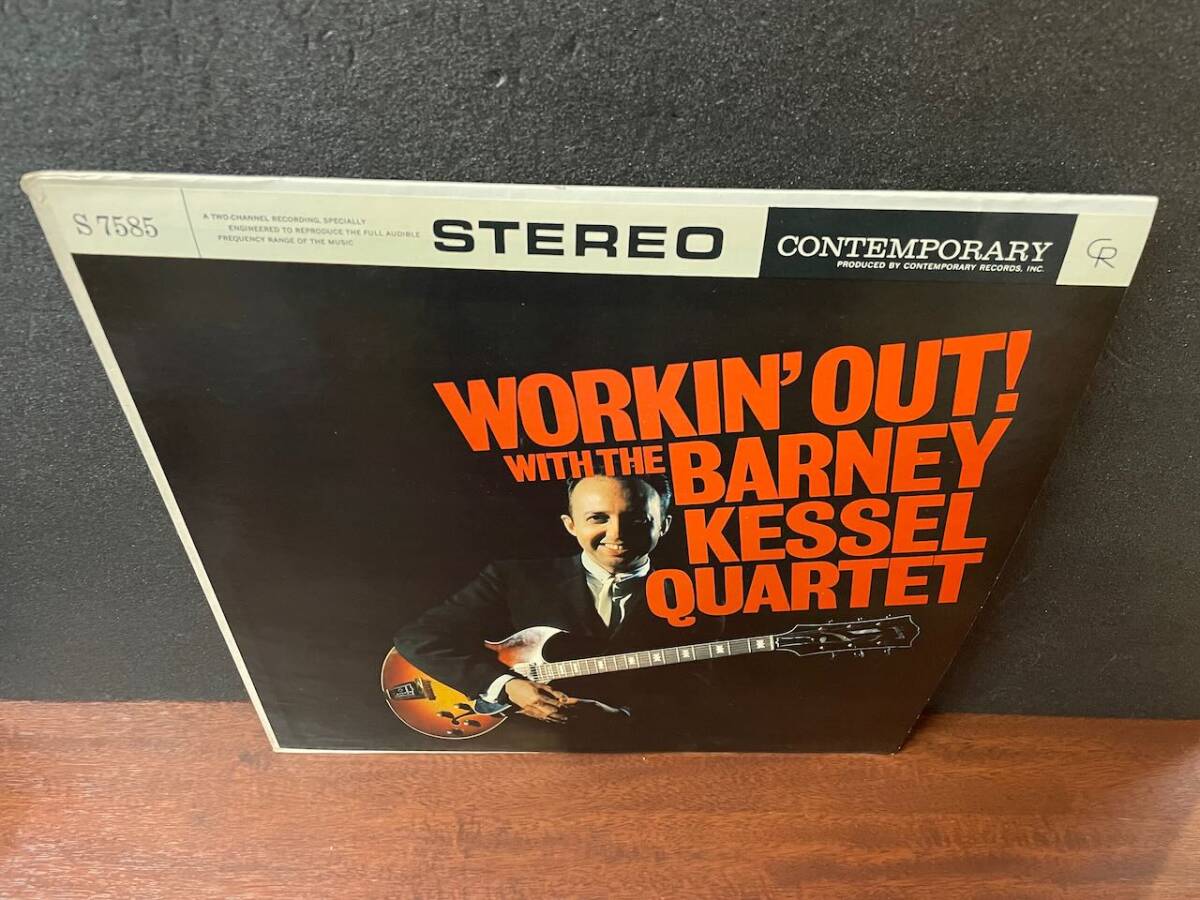 S 7585
A TWO-CHANNEL RECORDING, SPECIALLY
ENGINEERED TO REPRODUCE THE FULL AUDIBLE
FREQUENCY RANGE OF THE MUSIC
STEREO
CONTEMPORARY
PRODUCED BY CONTEMPORARY RECORDS, INC.
CR
WORKIN' OUT!
WITH THE BARNEY
KESSEL
QUARTET